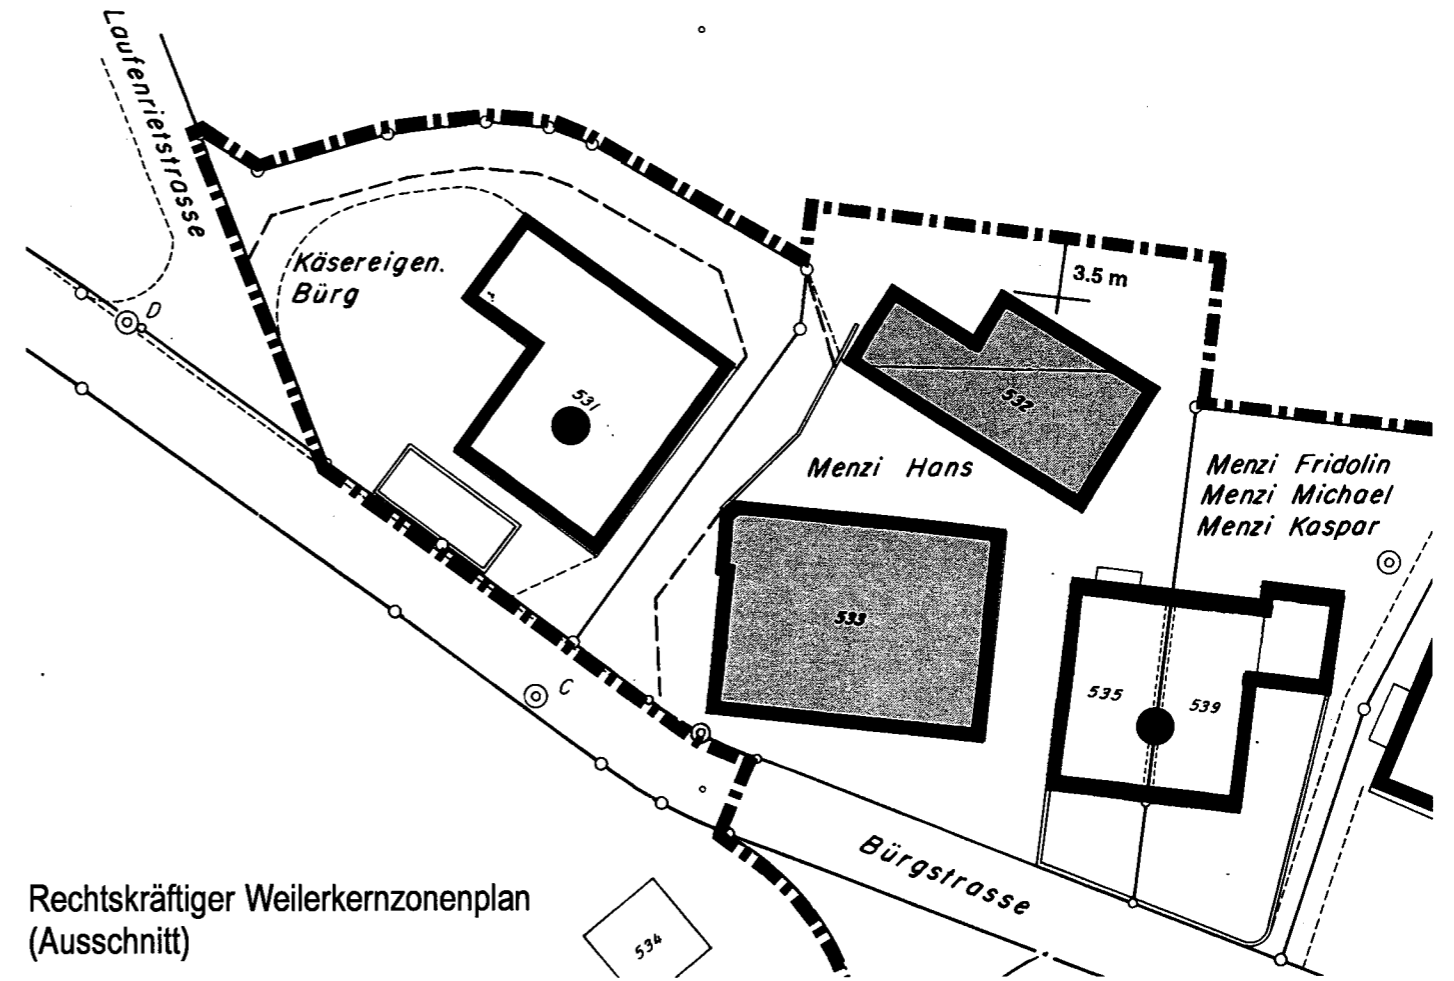 Laufenrietstrasse
Käsereigen.
Bürg
3.5 m
D
531
532
Menzi Hans
Menzi Fridolin
Menzi Michael
Menzi Kaspar
533
535
539
C
Bürgstrasse
534
Rechtskräftiger Weilerkernzonenplan
(Ausschnitt)